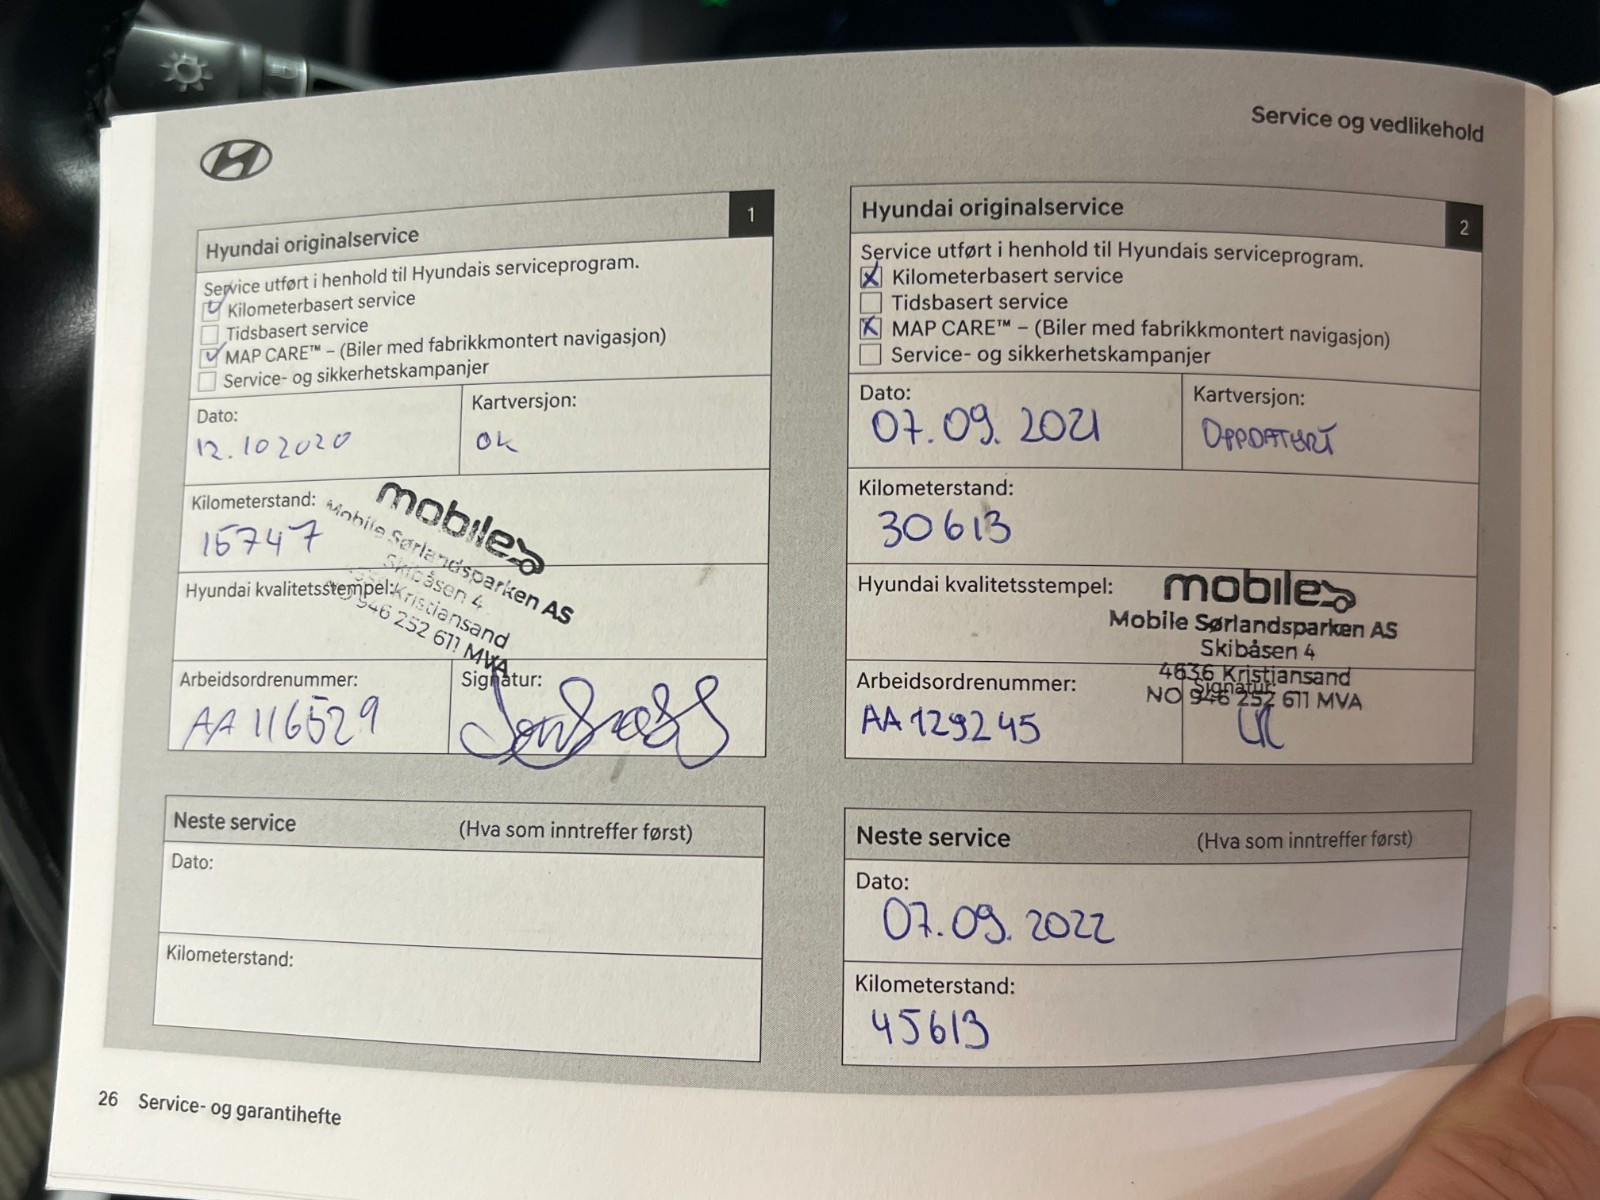 Service og vedlikehold
Hyundai originalservice
1
Service utført i henhold til Hyundais serviceprogram.
Kilometerbasert service
Tidsbasert service
MAP CARE™ – (Biler med fabrikkmontert navigasjon)
Service- og sikkerhetskampanjer
Dato:
12.10 2020
Kartversjon:
OK
Kilometerstand:
15747
mobile
Mobile Sørlandsparken AS
Skibåsen 4
Kristiansand
946 252 611 MVA
Hyundai kvalitetsstempel:
Arbeidsordrenummer:
AA 116529
Signatur:
Neste service
(Hva som inntreffer først)
Dato:
Kilometerstand:
Hyundai originalservice
2
Service utført i henhold til Hyundais serviceprogram.
Kilometerbasert service
Tidsbasert service
MAP CARE™ – (Biler med fabrikkmontert navigasjon)
Service- og sikkerhetskampanjer
Dato:
07.09. 2021
Kartversjon:
OPPDATERT
Kilometerstand:
30613
Hyundai kvalitetsstempel:
mobile
Mobile Sørlandsparken AS
Skibåsen 4
4636 Kristiansand
NO 946 252 611 MVA
Arbeidsordrenummer:
AA 129245
Signatur:
Neste service
(Hva som inntreffer først)
Dato:
07.09. 2022
Kilometerstand:
45613
26 Service- og garantihefte